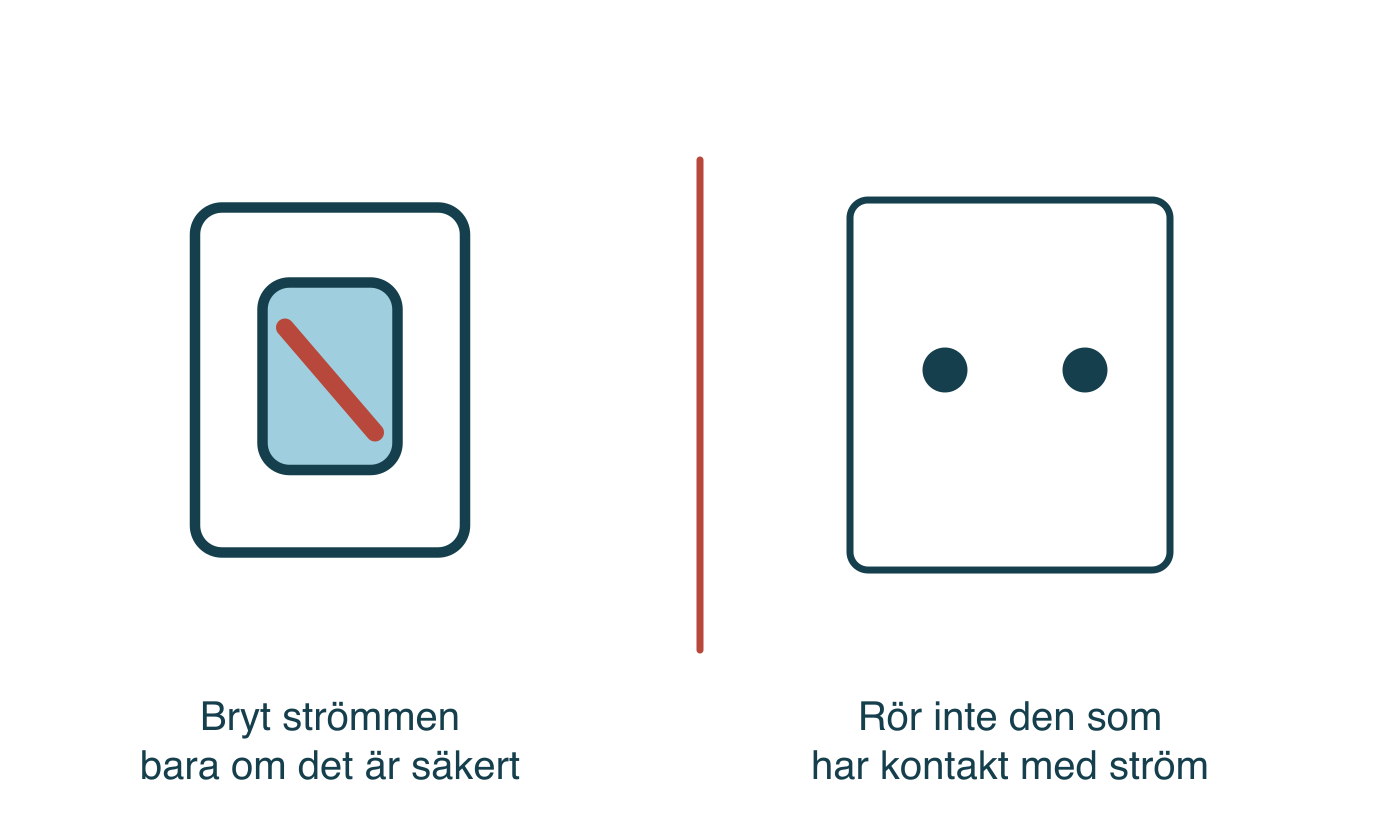 Bryt strömmen
bara om det är säkert
Rör inte den som
har kontakt med ström